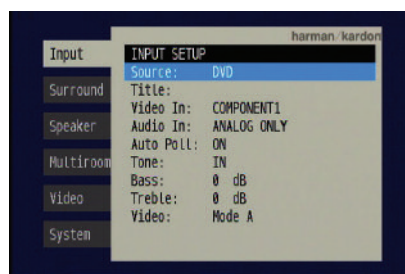 harman/kardon
Input
INPUT SETUP
Source: DVD
Surround
Title:
Video In: COMPONENT1
Speaker
Audio In: ANALOG ONLY
Auto Poll: ON
Multiroom
Tone: IN
Bass: 0 dB
Video
Treble: 0 dB
Video: Mode A
System